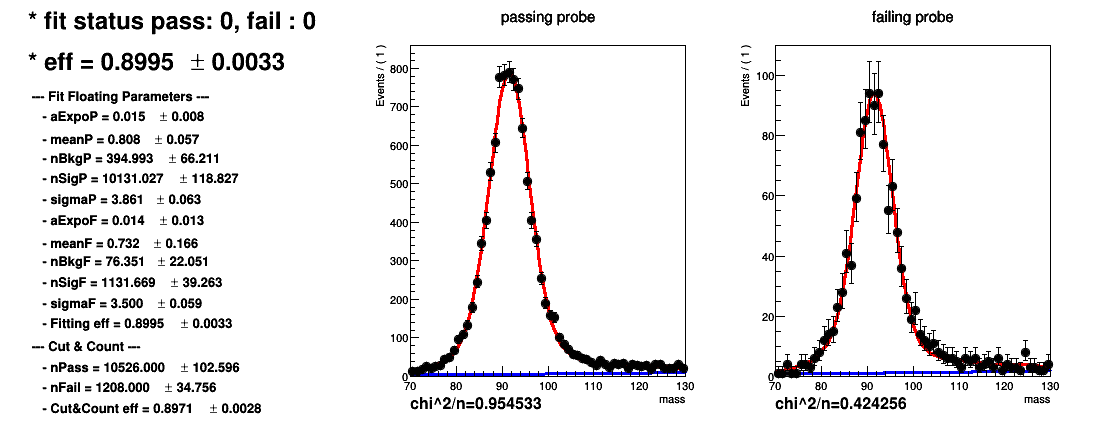 * fit status pass: 0, fail : 0
* eff = 0.8995 ± 0.0033
--- Fit Floating Parameters ---
- aExpoP = 0.015 ± 0.008
- meanP = 0.808 ± 0.057
- nBkgP = 394.993 ± 66.211
- nSigP = 10131.027 ± 118.827
- sigmaP = 3.861 ± 0.063
- aExpoF = 0.014 ± 0.013
- meanF = 0.732 ± 0.166
- nBkgF = 76.351 ± 22.051
- nSigF = 1131.669 ± 39.263
- sigmaF = 3.500 ± 0.059
- Fitting eff = 0.8995 ± 0.0033
--- Cut & Count ---
- nPass = 10526.000 ± 102.596
- nFail = 1208.000 ± 34.756
- Cut&Count eff = 0.8971 ± 0.0028
passing probe
Events / ( 1 )
800
700
600
500
400
300
200
100
0
70 80 90 100 110 120 130
mass
chi^2/n=0.954533
failing probe
Events / ( 1 )
100
80
60
40
20
0
70 80 90 100 110 120 130
mass
chi^2/n=0.424256